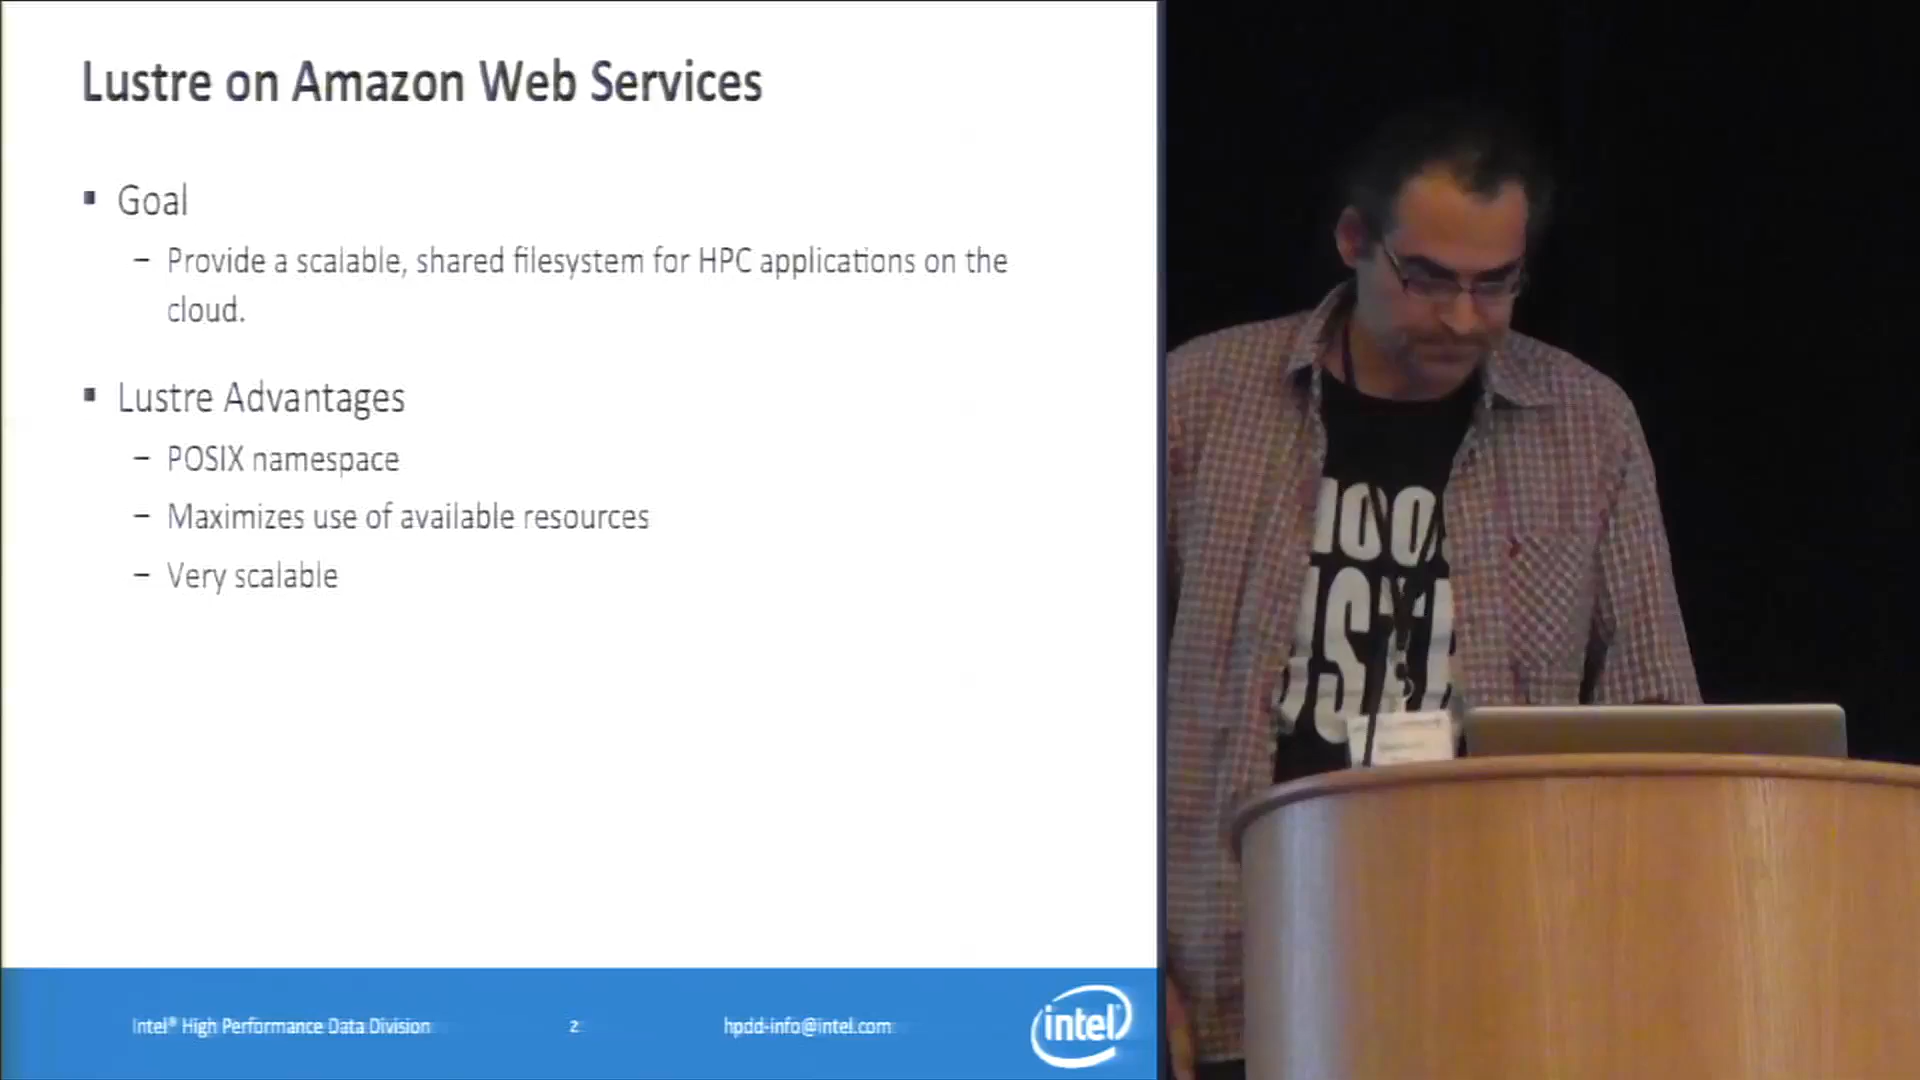 Lustre on Amazon Web Services
▪ Goal
– Provide a scalable, shared filesystem for HPC applications on the
cloud.
▪ Lustre Advantages
– POSIX namespace
– Maximizes use of available resources
– Very scalable
Intel® High Performance Data Division
2
hpdd-info@intel.com
intel